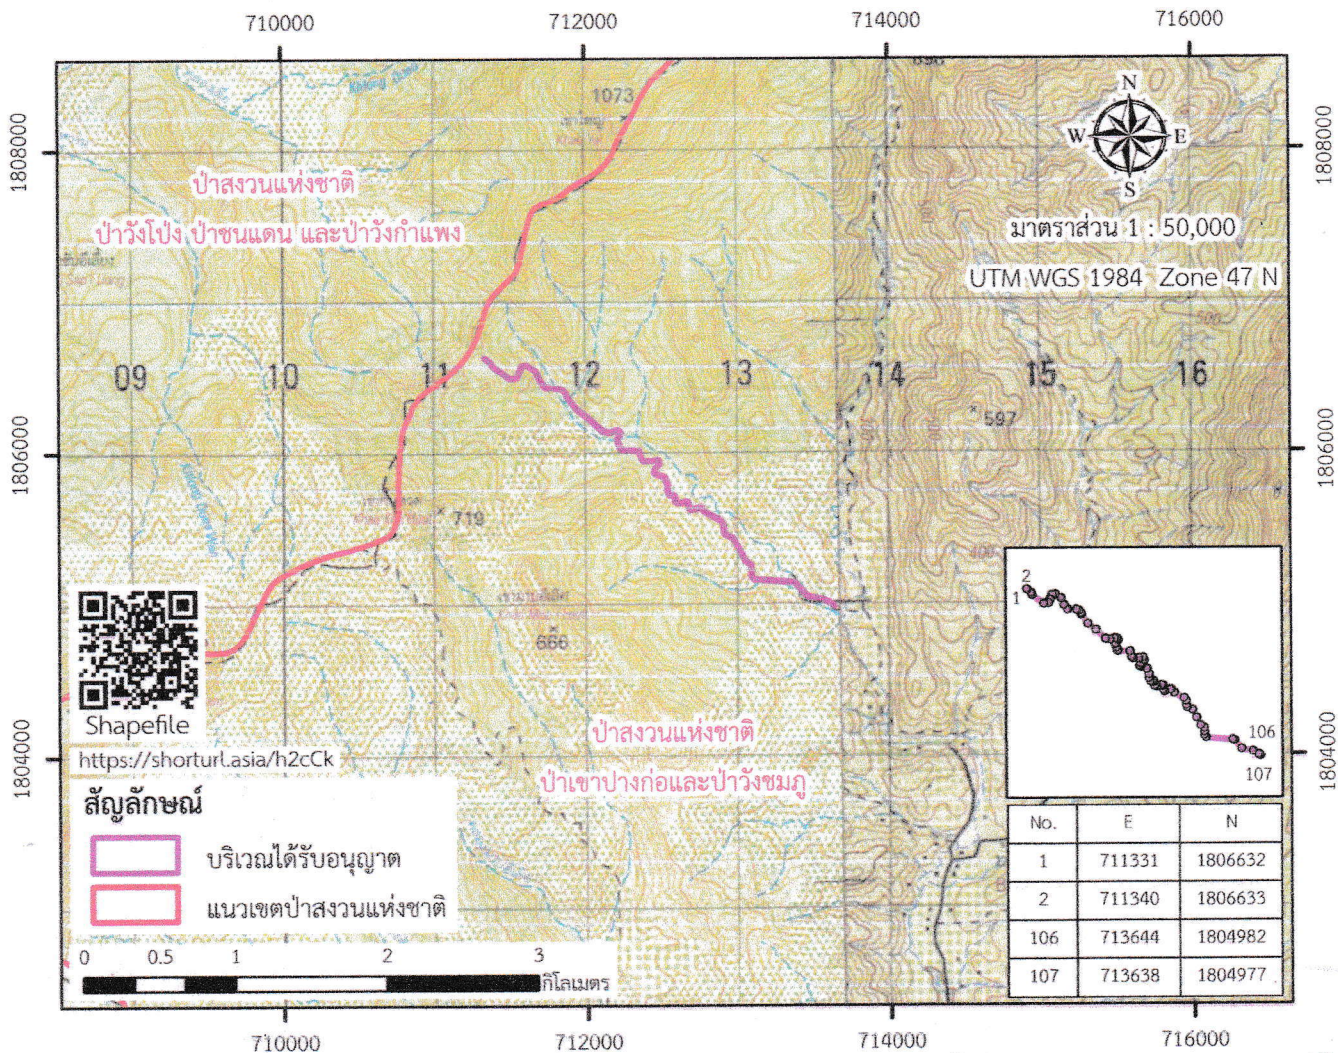 710000
712000
714000
716000
1808000
1808000
1073
N
W
E
S
ป่าสงวนแห่งชาติ
ป่าวังโป่ง ป่าชนแดน และป่าวังกำแพง
มาตราส่วน 1 : 50,000
UTM WGS 1984 Zone 47 N
500
09
10
11
12
13
14
15
16
1806000
1806000
597
719
400
666
2
1
106
107
Shapefile
https://shorturl.asia/h2cCk
ป่าสงวนแห่งชาติ
ป่าเขาปางก่อและป่าวังชมภู
1804000
1804000
สัญลักษณ์
บริเวณได้รับอนุญาต
แนวเขตป่าสงวนแห่งชาติ
No. E N
1 711331 1806632
2 711340 1806633
106 713644 1804982
107 713638 1804977
0 0.5 1 2 3
กิโลเมตร
710000
712000
714000
716000